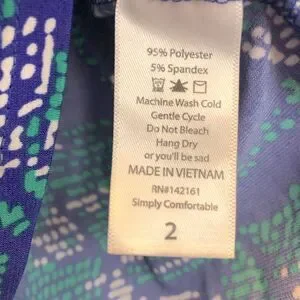 95% Polyester
5% Spandex
Machine Wash Cold
Gentle Cycle
Do Not Bleach
Hang Dry
or you'll be sad
MADE IN VIETNAM
RN#142161
Simply Comfortable
2